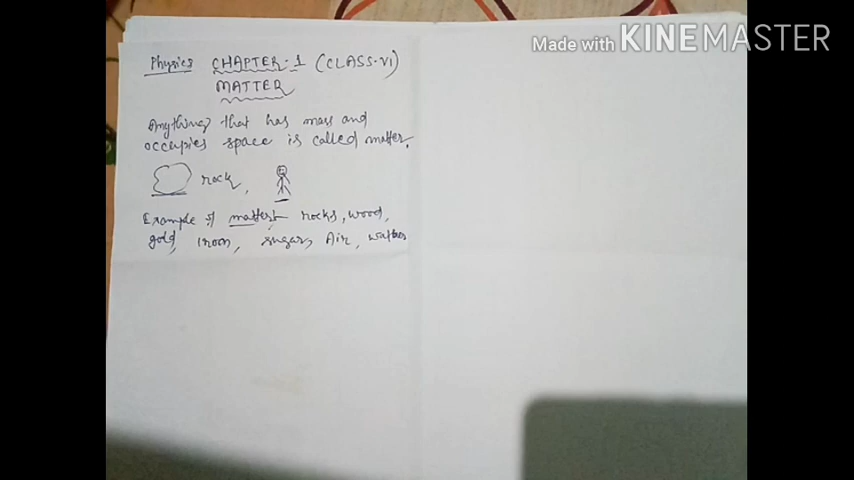 Made with KINEMASTER
Physics CHAPTER-1 (CLASS-VI)
MATTER
Anything that has mass and
occupies space is called matter.
rock,
Example of matter rocks, wood,
gold, Iron, sugar, Air, water